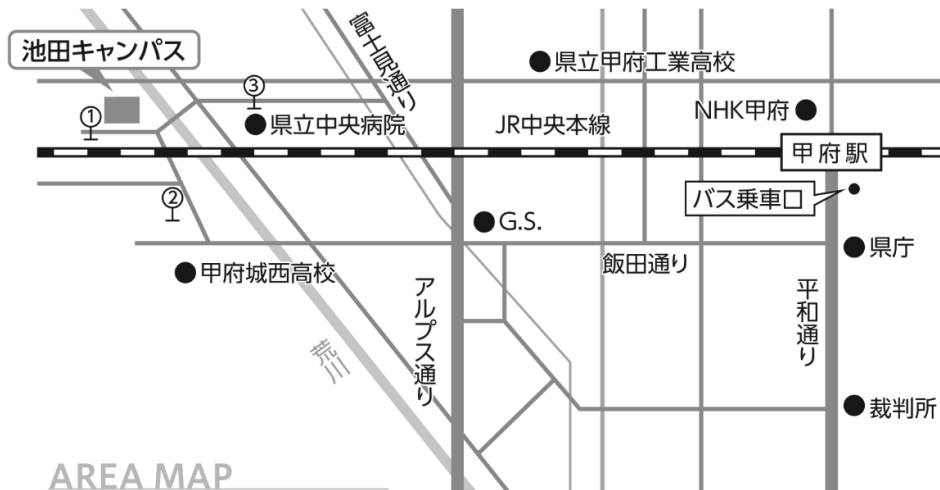 池田キャンパス
富士見通り
県立甲府工業高校
③
①
県立中央病院
JR中央本線
NHK甲府
甲府駅
②
バス乗車口
G.S.
県庁
飯田通り
甲府城西高校
アルプス通り
平和通り
荒川
裁判所
AREA MAP